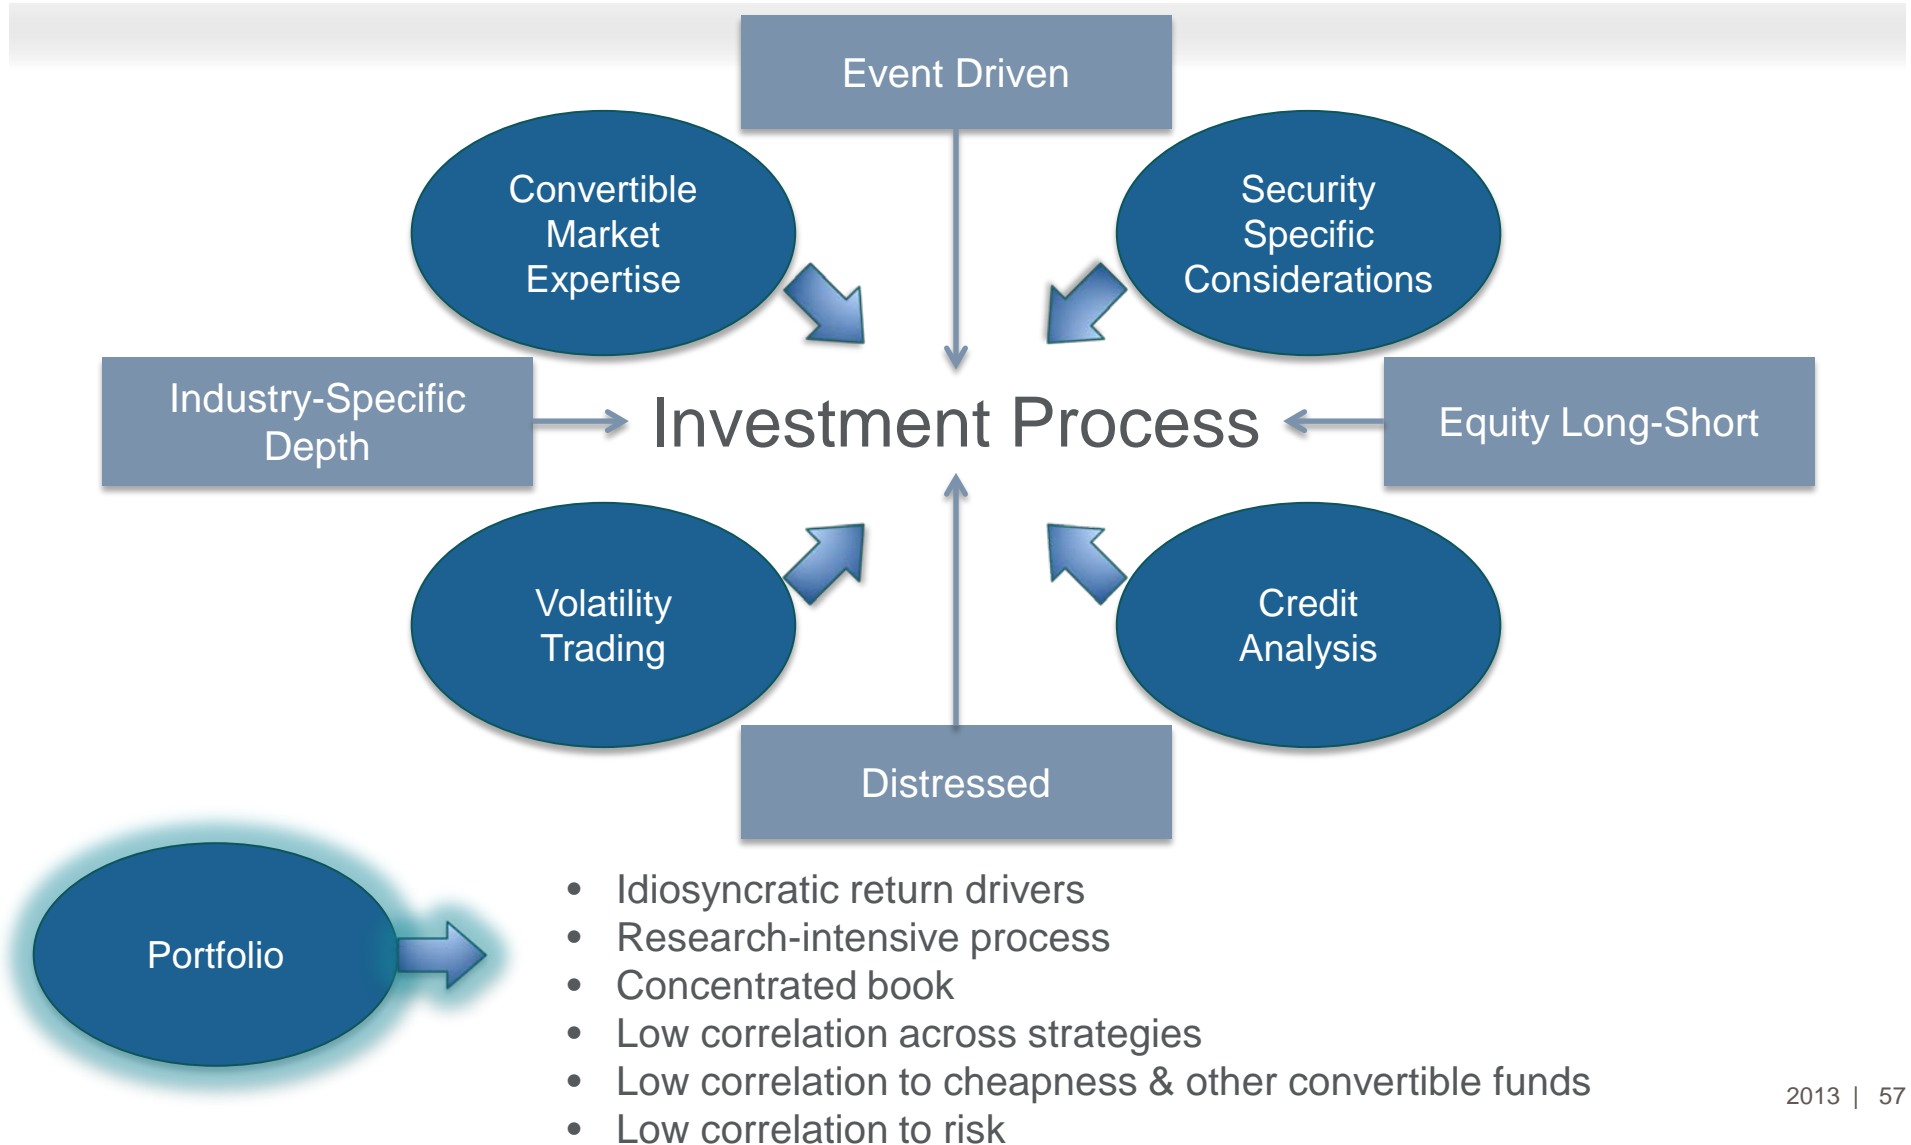 Event Driven
Convertible
Market
Expertise
Security
Specific
Considerations
Industry-Specific
Depth
Investment Process
Equity Long-Short
Volatility
Trading
Credit
Analysis
Distressed
Portfolio
• Idiosyncratic return drivers
• Research-intensive process
• Concentrated book
• Low correlation across strategies
• Low correlation to cheapness & other convertible funds
• Low correlation to risk
2013 | 57